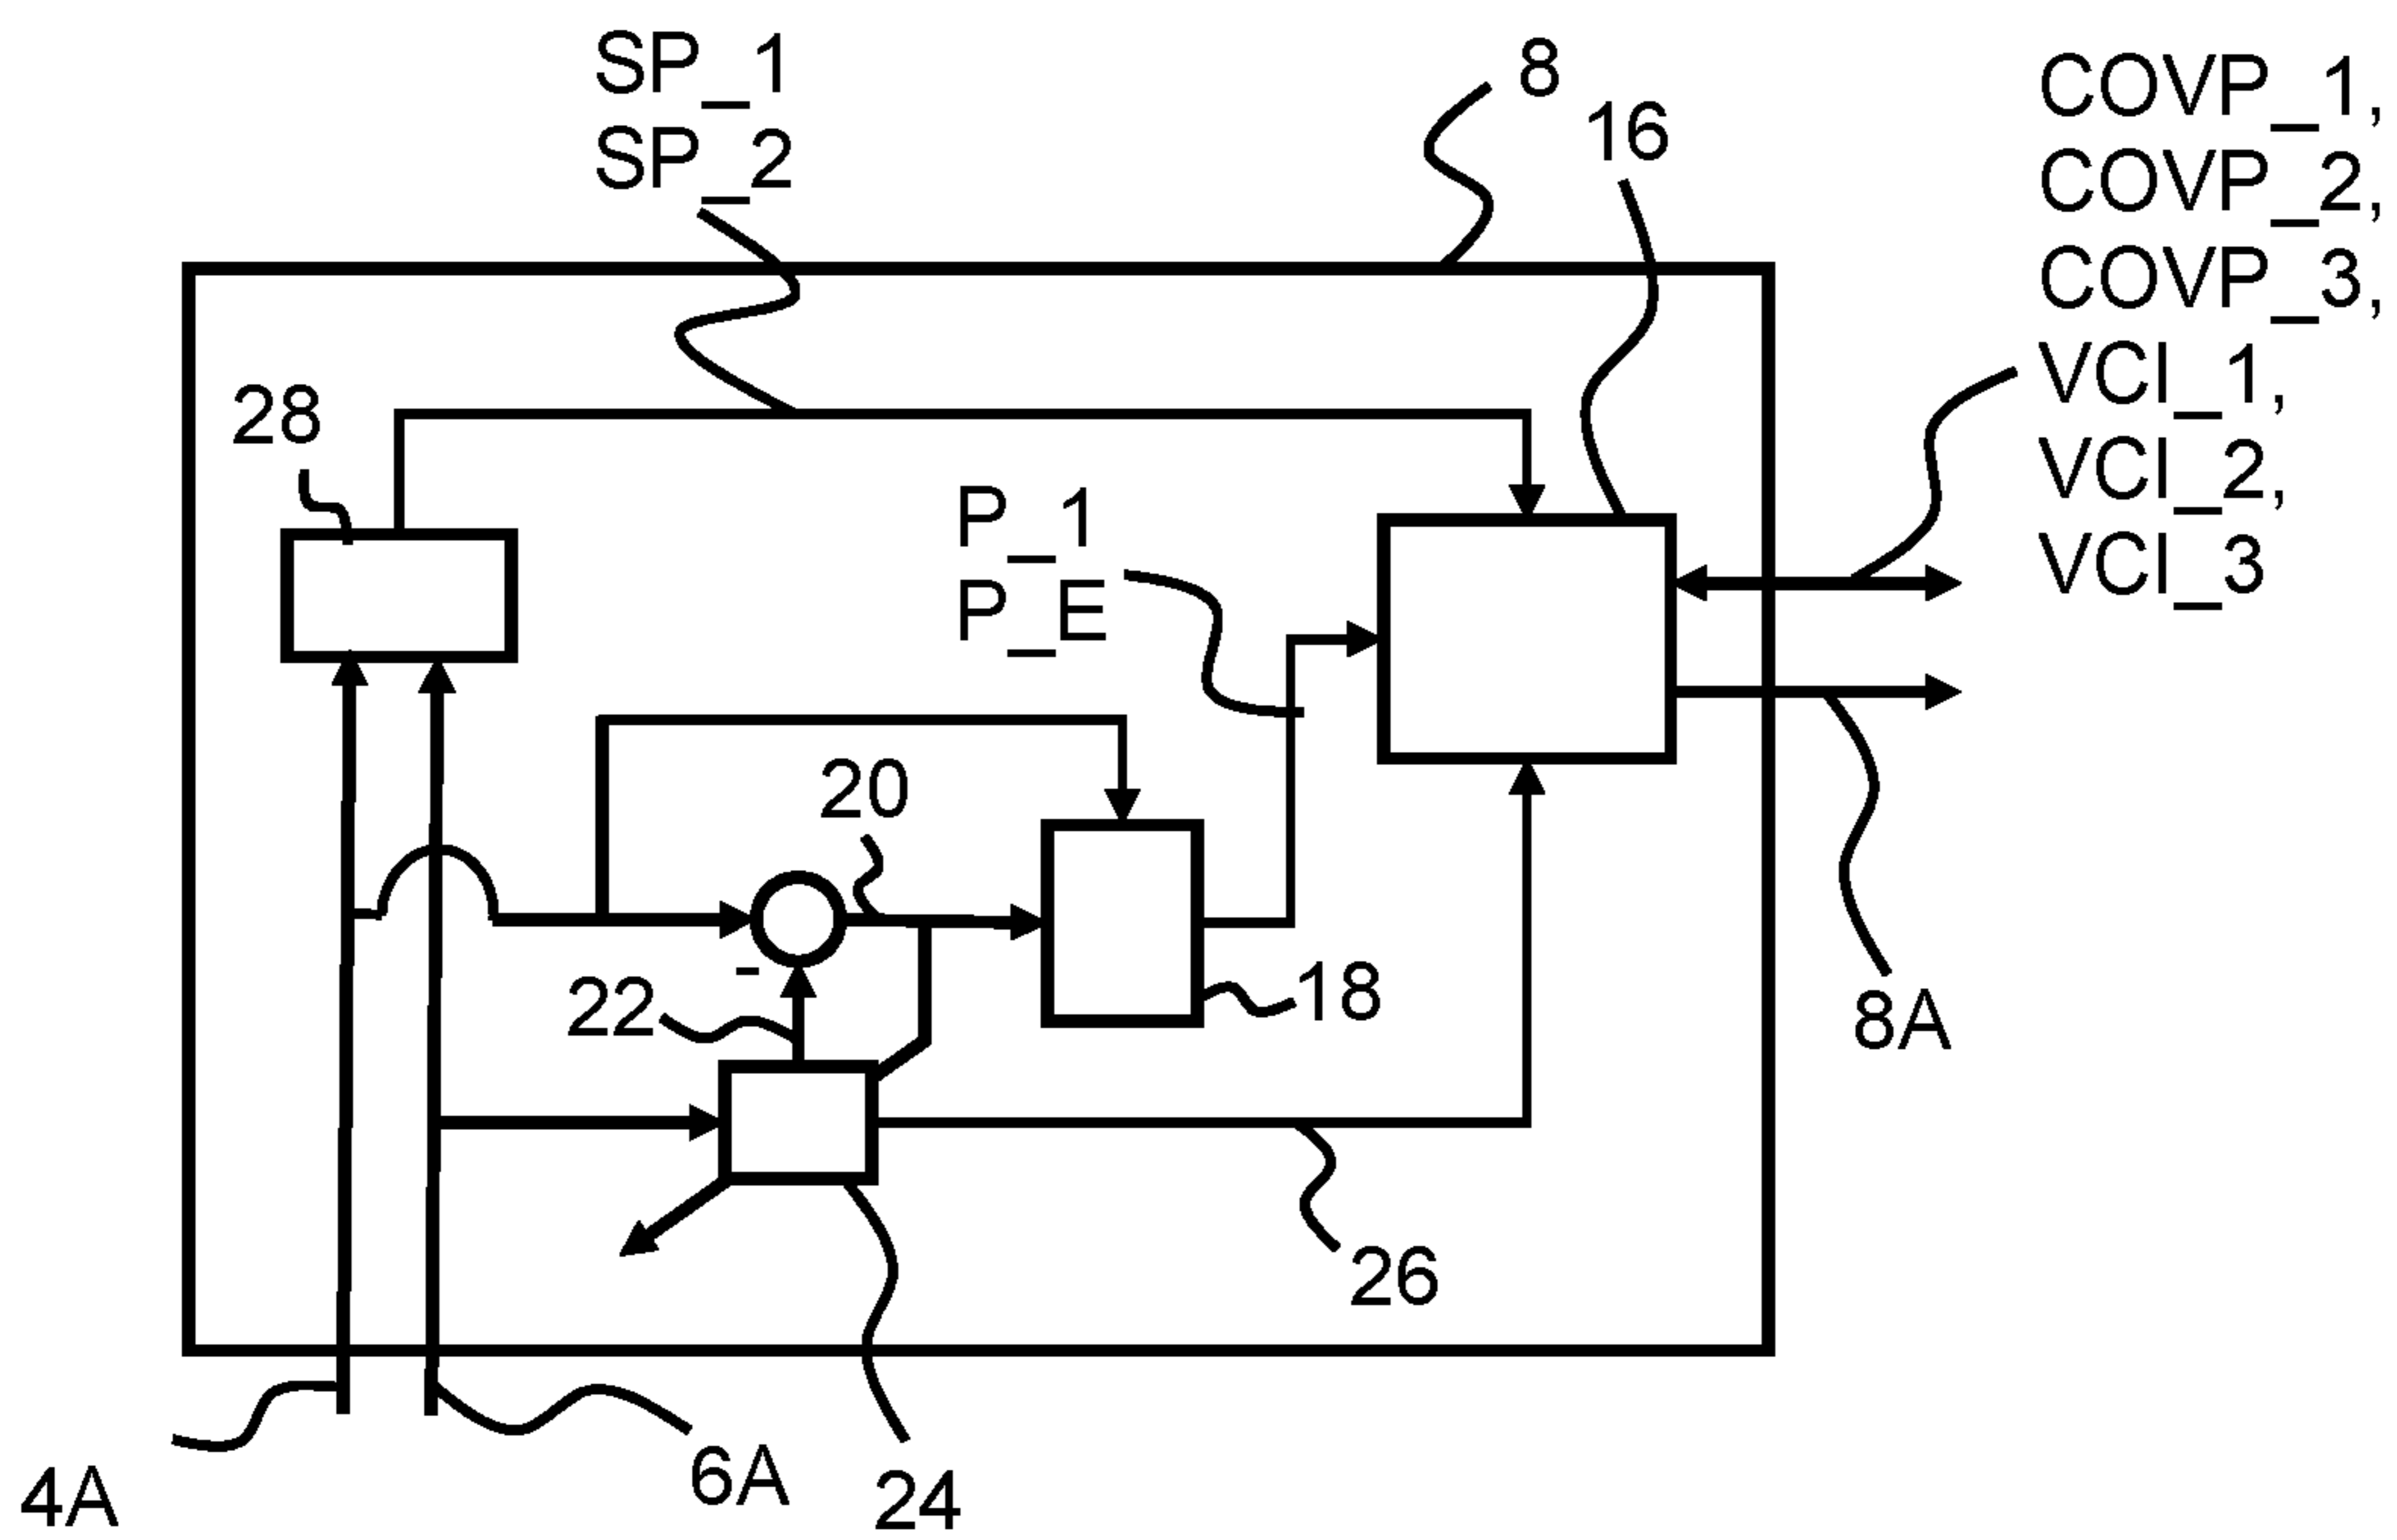 SP_1
SP_2
8
16
COVP_1,
COVP_2,
COVP_3,
VCI_1,
VCI_2,
VCI_3
28
P_1
P_E
20
-
22
18
8A
26
4A
6A
24